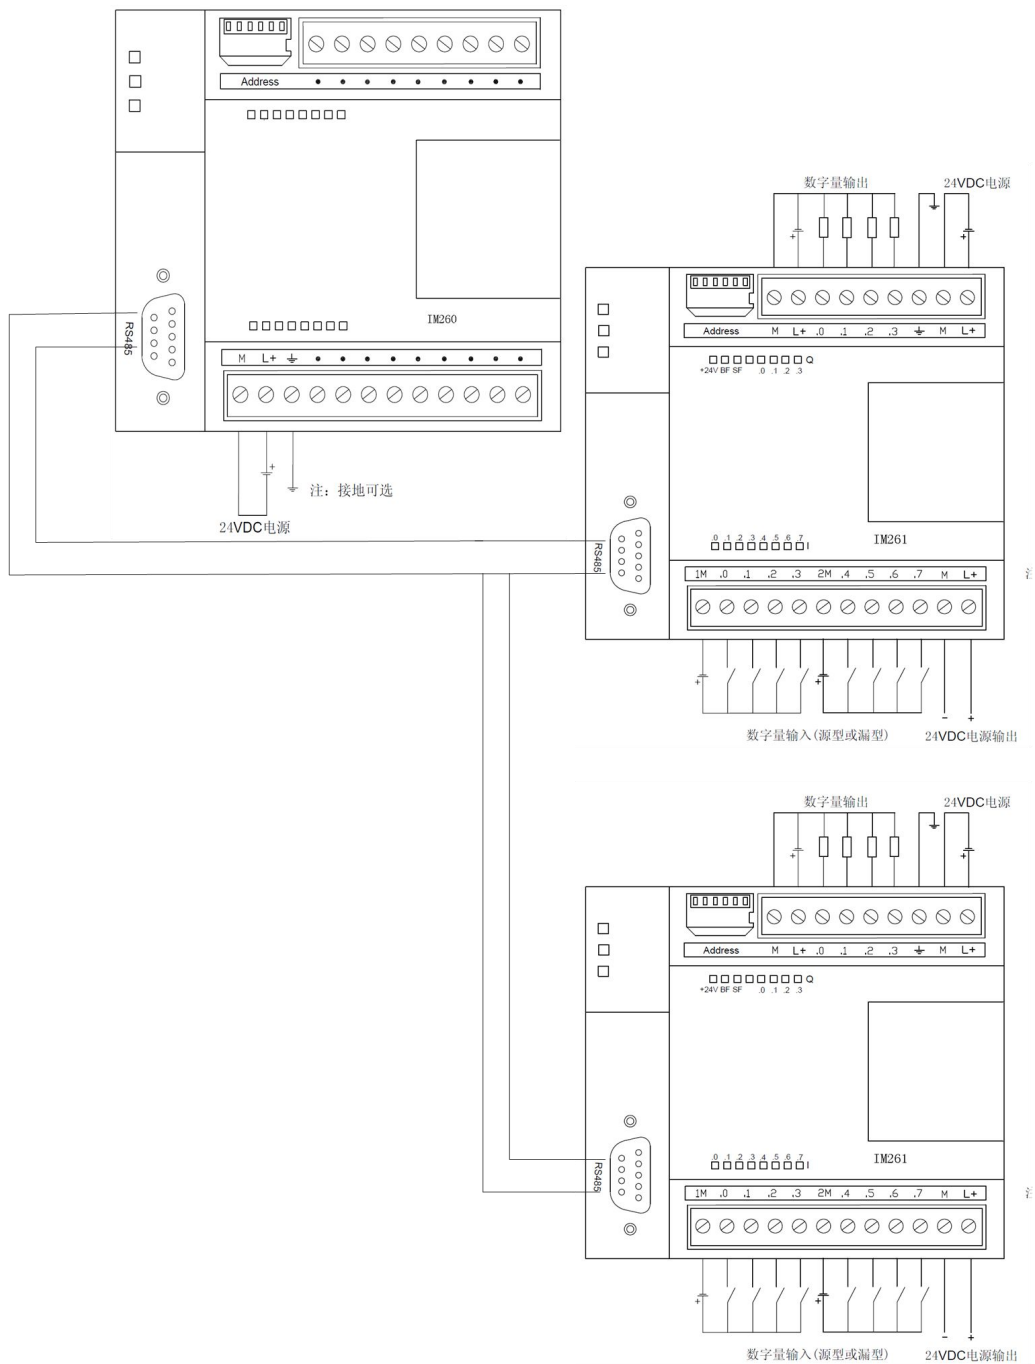 Address
IM260
RS485
M L+
注：接地可选
24VDC电源
数字量输出 24VDC电源
Address M L+ .0 .1 .2 .3 M L+
Q
+24V BF SF .0 .1 .2 .3
IM261
.0 .1 .2 .3 .4 .5 .6 .7 I
RS485
1M .0 .1 .2 .3 2M .4 .5 .6 .7 M L+
数字量输入(源型或漏型) 24VDC电源输出
数字量输出 24VDC电源
Address M L+ .0 .1 .2 .3 M L+
Q
+24V BF SF .0 .1 .2 .3
IM261
.0 .1 .2 .3 .4 .5 .6 .7 I
RS485
1M .0 .1 .2 .3 2M .4 .5 .6 .7 M L+
数字量输入(源型或漏型) 24VDC电源输出